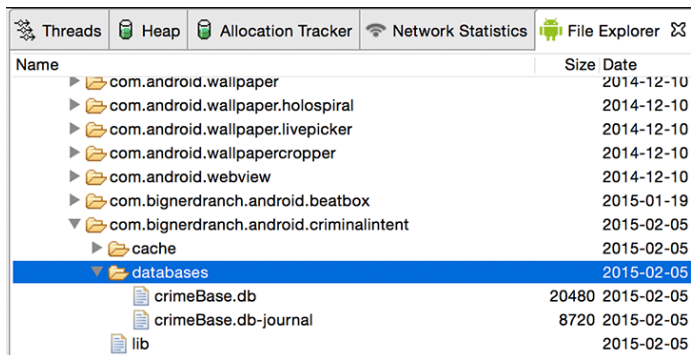 Threads Heap Allocation Tracker Network Statistics File Explorer
Name Size Date
com.android.wallpaper 2014-12-10
com.android.wallpaper.holospiral 2014-12-10
com.android.wallpaper.livepicker 2014-12-10
com.android.wallpapercropper 2014-12-10
com.android.webview 2014-12-10
com.bignerdranch.android.beatbox 2015-01-19
com.bignerdranch.android.criminalintent 2015-02-05
cache 2015-02-05
databases 2015-02-05
crimeBase.db 20480 2015-02-05
crimeBase.db-journal 8720 2015-02-05
lib 2015-02-05